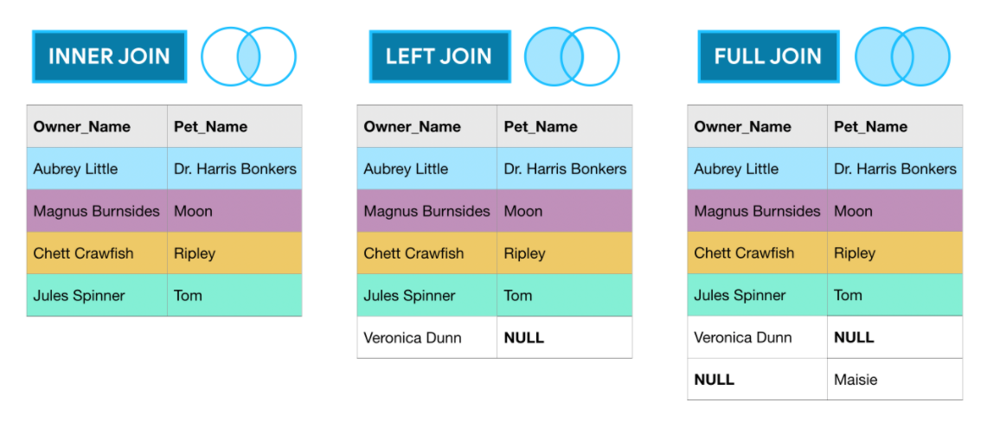 INNER JOIN
Owner_Name Pet_Name
Aubrey Little Dr. Harris Bonkers
Magnus Burnsides Moon
Chett Crawfish Ripley
Jules Spinner Tom
LEFT JOIN
Owner_Name Pet_Name
Aubrey Little Dr. Harris Bonkers
Magnus Burnsides Moon
Chett Crawfish Ripley
Jules Spinner Tom
Veronica Dunn NULL
FULL JOIN
Owner_Name Pet_Name
Aubrey Little Dr. Harris Bonkers
Magnus Burnsides Moon
Chett Crawfish Ripley
Jules Spinner Tom
Veronica Dunn NULL
NULL Maisie